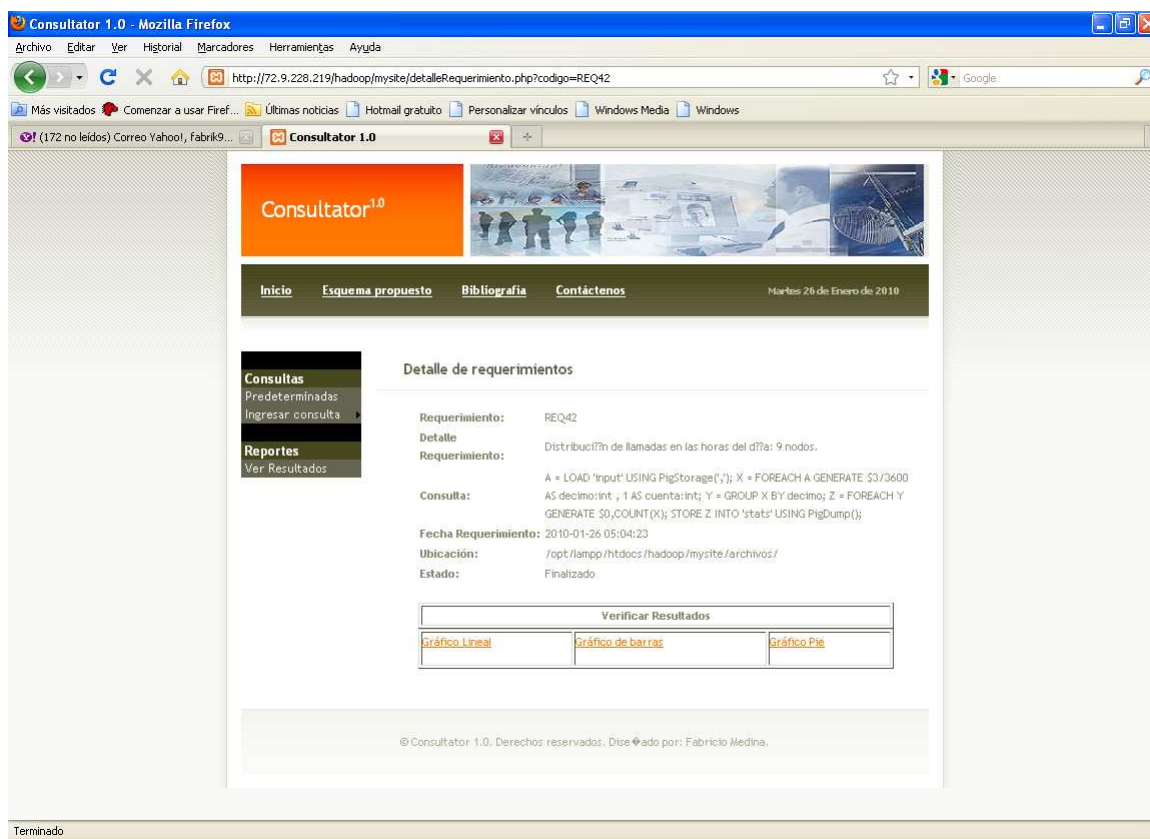 Consultator 1.0 - Mozilla Firefox
Archivo Editar Ver Historial Marcadores Herramientas Ayuda
http://72.9.228.219/hadoop/mysite/detalleRequerimiento.php?codigo=REQ42
Google
Más visitados Comenzar a usar Firef... Últimas noticias Hotmail gratuito Personalizar vínculos Windows Media Windows
(172 no leídos) Correo Yahoo!, fabrik9... Consultator 1.0
Consultator1.0
Inicio Esquema propuesto Bibliografía Contáctenos Martes 26 de Enero de 2010
Consultas
Predeterminadas
Ingresar consulta
Reportes
Ver Resultados
Detalle de requerimientos
Requerimiento: REQ42
Detalle Requerimiento: Distribuci??n de llamadas en las horas del d??a: 9 nodos.
Consulta: A = LOAD 'input' USING PigStorage(','); X = FOREACH A GENERATE $3/3600
AS decimo:int , 1 AS cuenta:int; Y = GROUP X BY decimo; Z = FOREACH Y
GENERATE $0,COUNT(X); STORE Z INTO 'stats' USING PigDump();
Fecha Requerimiento: 2010-01-26 05:04:23
Ubicación: /opt/lampp/htdocs/hadoop/mysite/archivos/
Estado: Finalizado
Verificar Resultados
Gráfico Lineal Gráfico de barras Gráfico Pie
© Consultator 1.0. Derechos reservados. Dise�ado por: Fabricio Medina.
Terminado